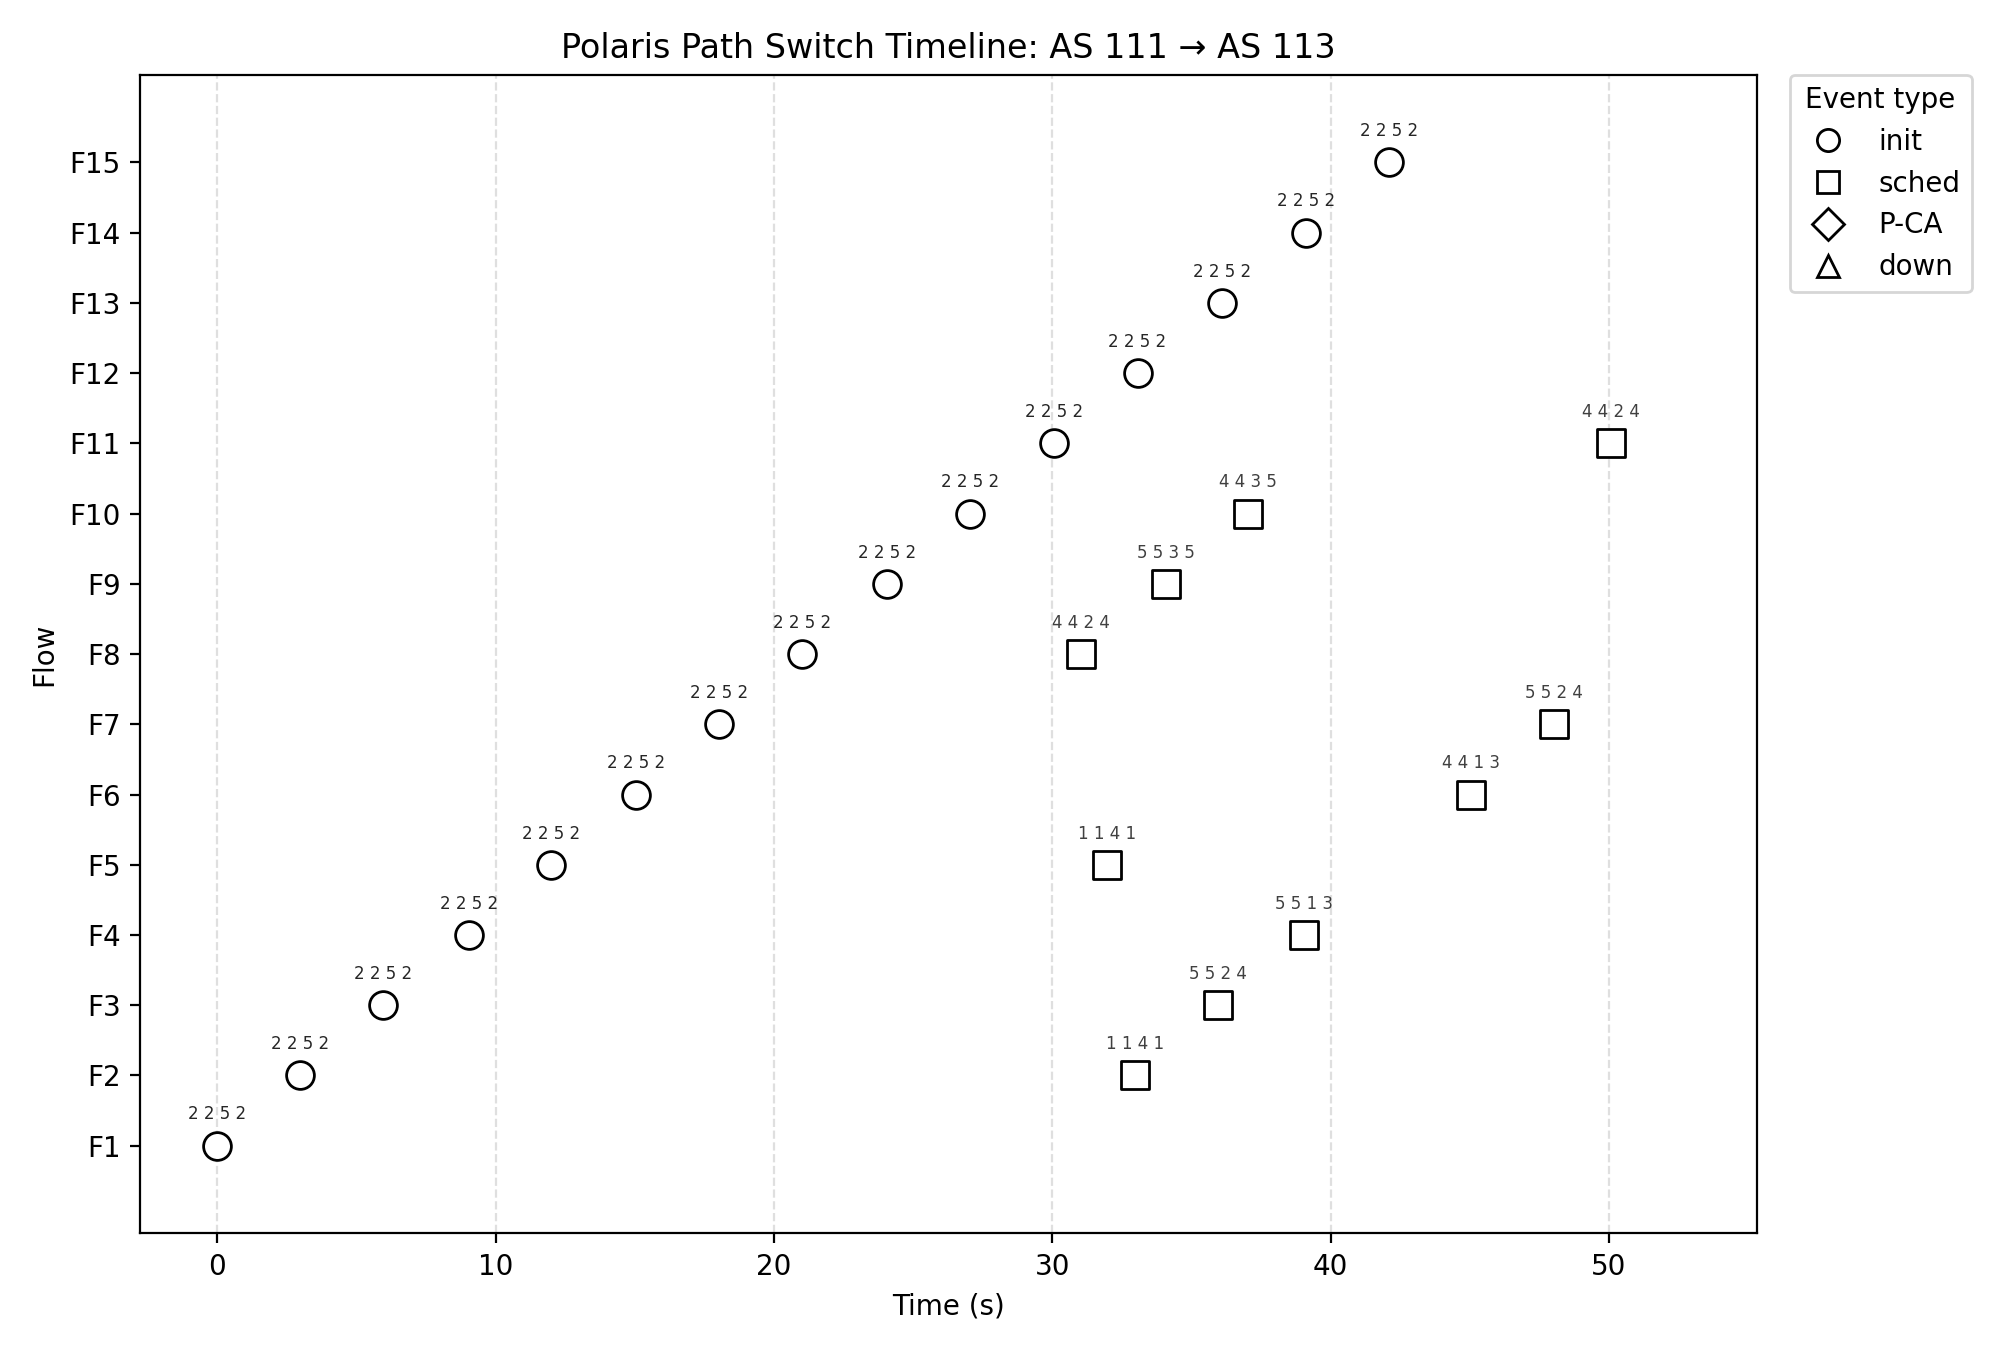 Polaris Path Switch Timeline: AS 111 → AS 113
Event type
init
sched
P-CA
down
Flow
F15
F14
F13
F12
F11
F10
F9
F8
F7
F6
F5
F4
F3
F2
F1
2 2 5 2
2 2 5 2
2 2 5 2
2 2 5 2
2 2 5 2
4 4 2 4
2 2 5 2
4 4 3 5
2 2 5 2
5 5 3 5
2 2 5 2
4 4 2 4
2 2 5 2
5 5 2 4
2 2 5 2
4 4 1 3
2 2 5 2
1 1 4 1
2 2 5 2
5 5 1 3
2 2 5 2
5 5 2 4
2 2 5 2
1 1 4 1
2 2 5 2
0
10
20
30
40
50
Time (s)